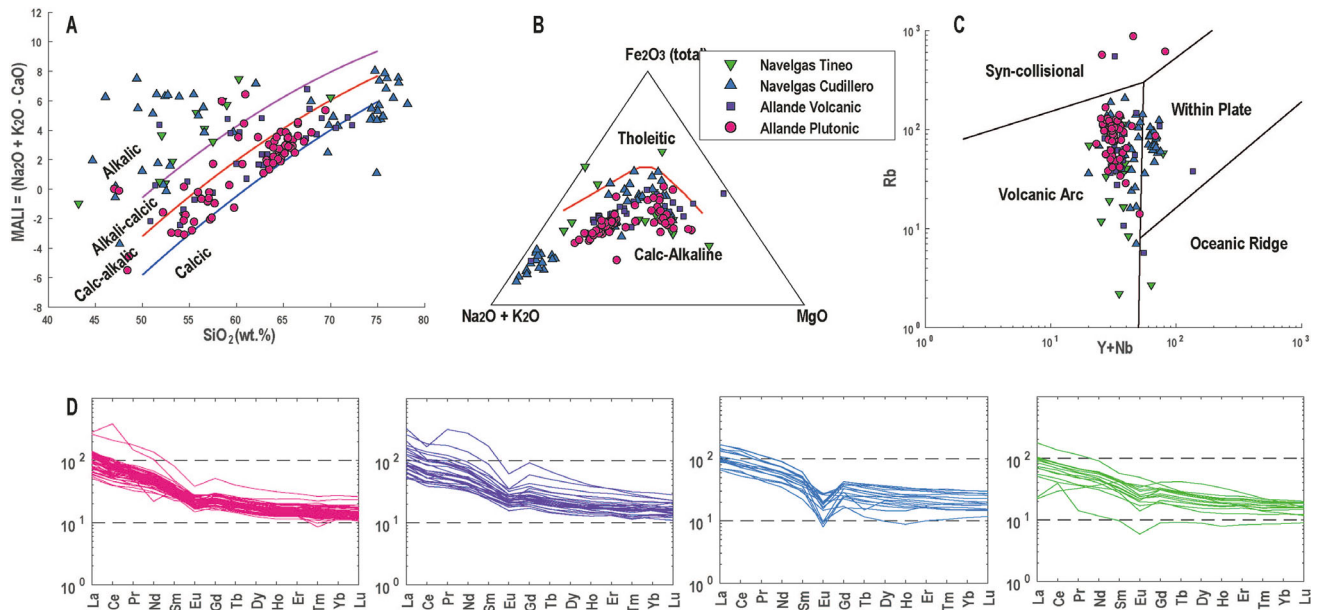 A
MALI = (Na2O + K2O - CaO)
12
10
8
6
4
2
0
-2
-4
-6
-8
Alkalic
Alkali-calcic
Calc-alkalic
Calcic
40
45
50
55
60
65
70
75
80
SiO2(wt.%)
B
Fe2O3 (total)
Tholeitic
Calc-Alkaline
Na2O + K2O
MgO
Navelgas Tineo
Navelgas Cudillero
Allande Volcanic
Allande Plutonic
C
Rb
10^3
10^2
10^1
10^0
Syn-collisional
Within Plate
Volcanic Arc
Oceanic Ridge
10^0
10^1
10^2
10^3
Y+Nb
D
10^2
10^1
10^0
La Ce Pr Nd Sm Eu Gd Tb Dy Ho Er Tm Yb Lu
10^2
10^1
10^0
La Ce Pr Nd Sm Eu Gd Tb Dy Ho Er Tm Yb Lu
10^2
10^1
10^0
La Ce Pr Nd Sm Eu Gd Tb Dy Ho Er Tm Yb Lu
10^2
10^1
10^0
La Ce Pr Nd Sm Eu Gd Tb Dy Ho Er Tm Yb Lu